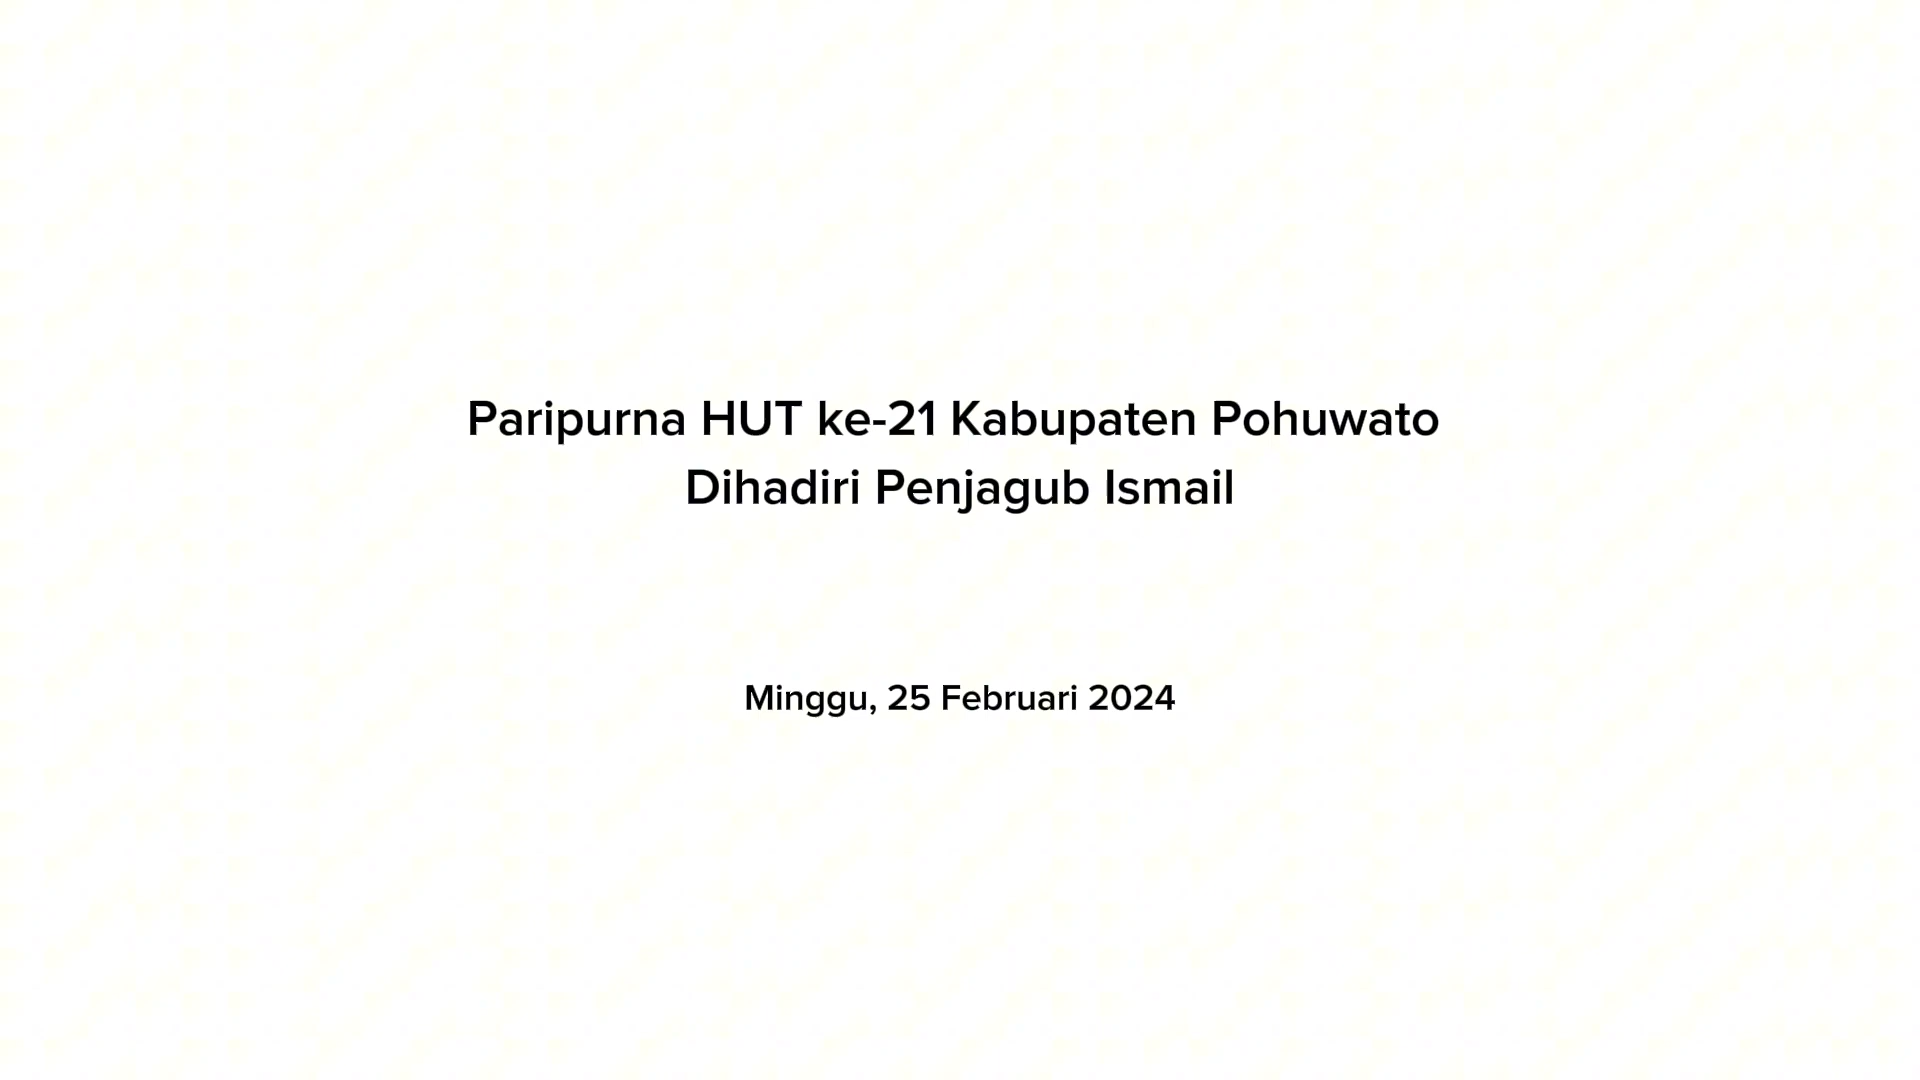 Paripurna HUT ke-21 Kabupaten Pohuwato
Dihadiri Penjagub Ismail
Minggu, 25 Februari 2024